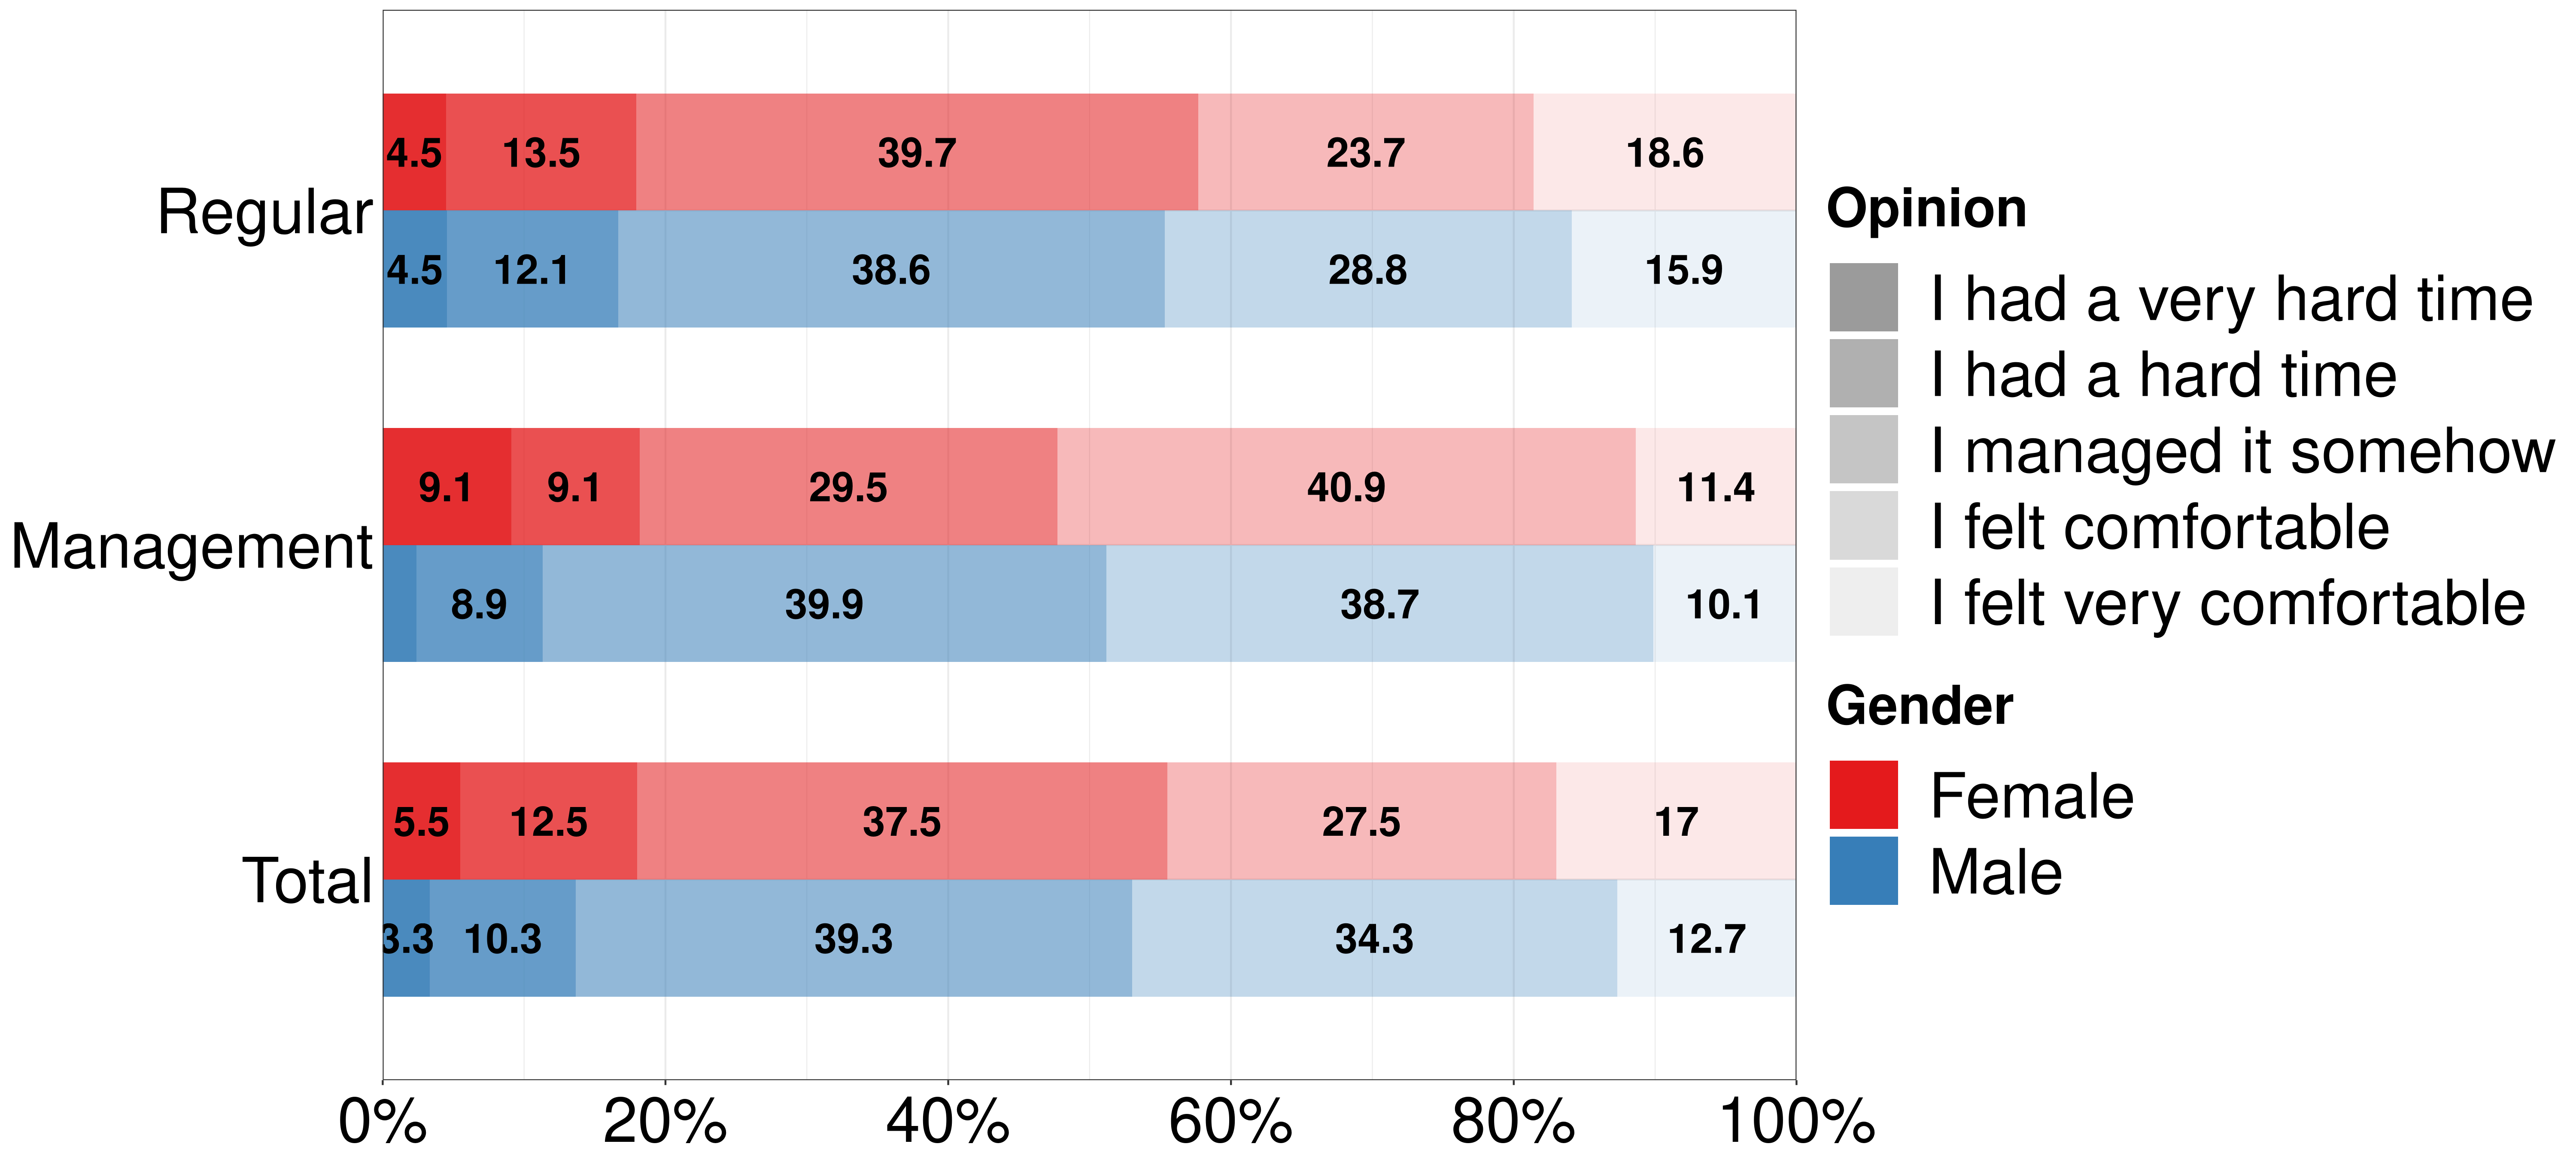 Regular
4.5 13.5 39.7 23.7 18.6
4.5 12.1 38.6 28.8 15.9
Management
9.1 9.1 29.5 40.9 11.4
8.9 39.9 38.7 10.1
Total
5.5 12.5 37.5 27.5 17
3.3 10.3 39.3 34.3 12.7
0% 20% 40% 60% 80% 100%
Opinion
I had a very hard time
I had a hard time
I managed it somehow
I felt comfortable
I felt very comfortable
Gender
Female
Male